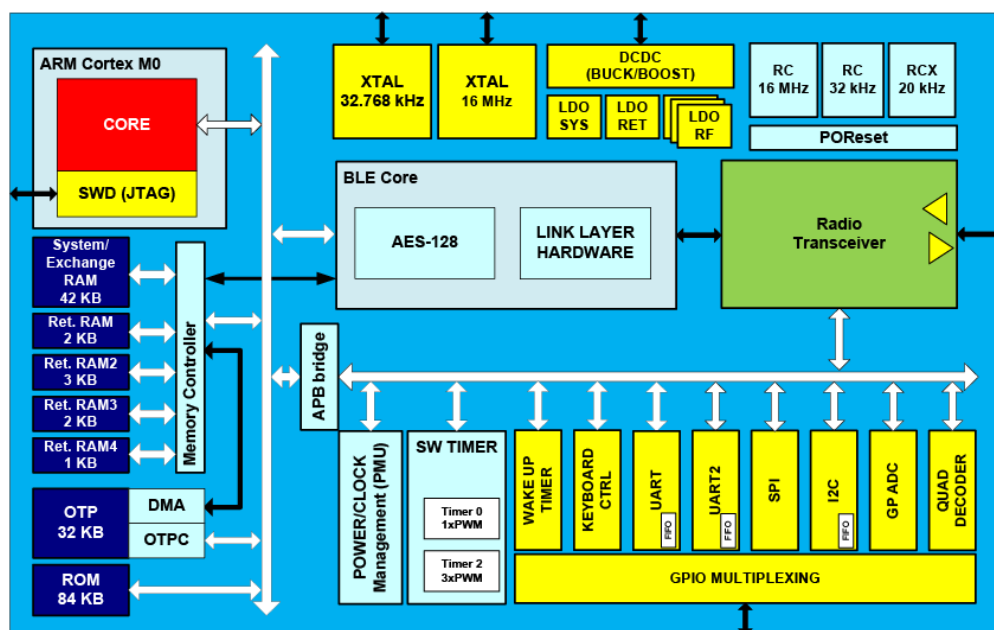 ARM Cortex M0
CORE
SWD (JTAG)
XTAL
32.768 kHz
XTAL
16 MHz
DCDC
(BUCK/BOOST)
LDO
SYS
LDO
RET
LDO
RF
RC
16 MHz
RC
32 kHz
RCX
20 kHz
POReset
BLE Core
AES-128
LINK LAYER
HARDWARE
Radio
Transceiver
System/
Exchange
RAM
42 KB
Ret. RAM
2 KB
Ret. RAM2
3 KB
Ret. RAM3
2 KB
Ret. RAM4
1 KB
Memory Controller
OTP
32 KB
DMA
OTPC
ROM
84 KB
APB bridge
POWER/CLOCK
Management (PMU)
SW TIMER
Timer 0
1xPWM
Timer 2
3xPWM
WAKE UP
TIMER
KEYBOARD
CTRL
UART
FIFO
UART2
FIFO
SPI
I2C
FIFO
GP ADC
QUAD
DECODER
GPIO MULTIPLEXING